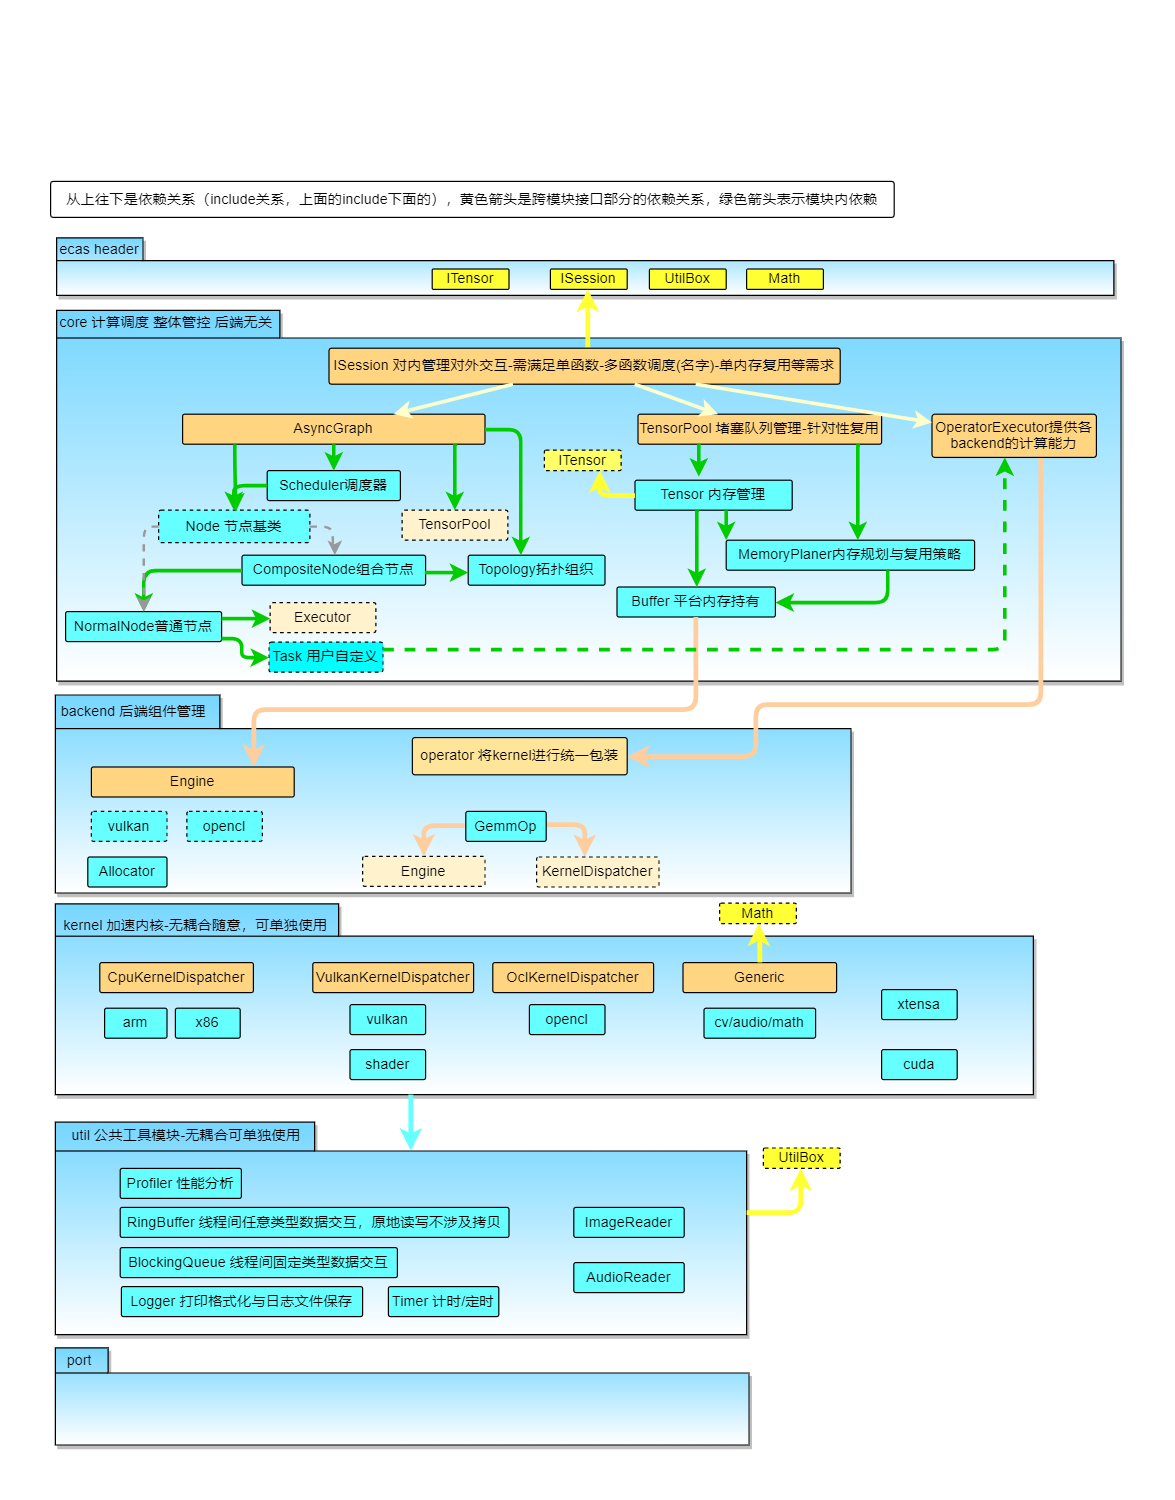 从上往下是依赖关系（include关系，上面的include下面的），黄色箭头是跨模块接口部分的依赖关系，绿色箭头表示模块内依赖
ecas header
ITensor
ISession
UtilBox
Math
core 计算调度 整体管控 后端无关
ISession 对内管理对外交互-需满足单函数-多函数调度(名字)-单内存复用等需求
AsyncGraph
TensorPool 堵塞队列管理-针对性复用
OperatorExecutor提供各
backend的计算能力
ITensor
Scheduler调度器
Tensor 内存管理
Node 节点基类
TensorPool
MemoryPlaner内存规划与复用策略
CompositeNode组合节点
Topology拓扑组织
Buffer 平台内存持有
NormalNode普通节点
Executor
Task 用户自定义
backend 后端组件管理
operator 将kernel进行统一包装
Engine
vulkan
opencl
GemmOp
Allocator
Engine
KernelDispatcher
kernel 加速内核-无耦合随意，可单独使用
Math
CpuKernelDispatcher
VulkanKernelDispatcher
OclKernelDispatcher
Generic
arm
x86
vulkan
opencl
cv/audio/math
xtensa
shader
cuda
util 公共工具模块-无耦合可单独使用
UtilBox
Profiler 性能分析
RingBuffer 线程间任意类型数据交互，原地读写不涉及拷贝
ImageReader
BlockingQueue 线程间固定类型数据交互
AudioReader
Logger 打印格式化与日志文件保存
Timer 计时/定时
port